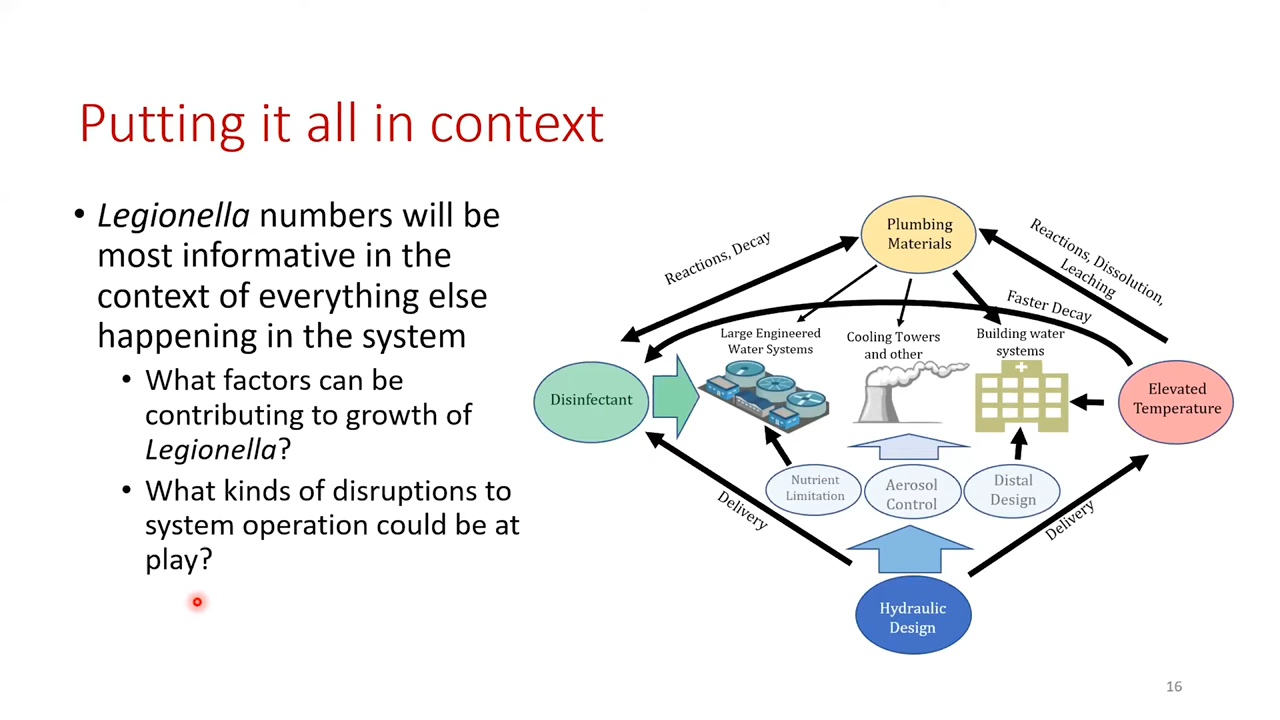 Putting it all in context
• Legionella numbers will be
most informative in the
context of everything else
happening in the system
• What factors can be
contributing to growth of
Legionella?
• What kinds of disruptions to
system operation could be at
play?
Plumbing
Materials
Reactions, Decay
Reactions, Dissolution,
Leaching
Faster Decay
Large Engineered
Water Systems
Cooling Towers
and other
Building water
systems
Disinfectant
Elevated
Temperature
Nutrient
Limitation
Aerosol
Control
Distal
Design
Delivery
Delivery
Hydraulic
Design
16